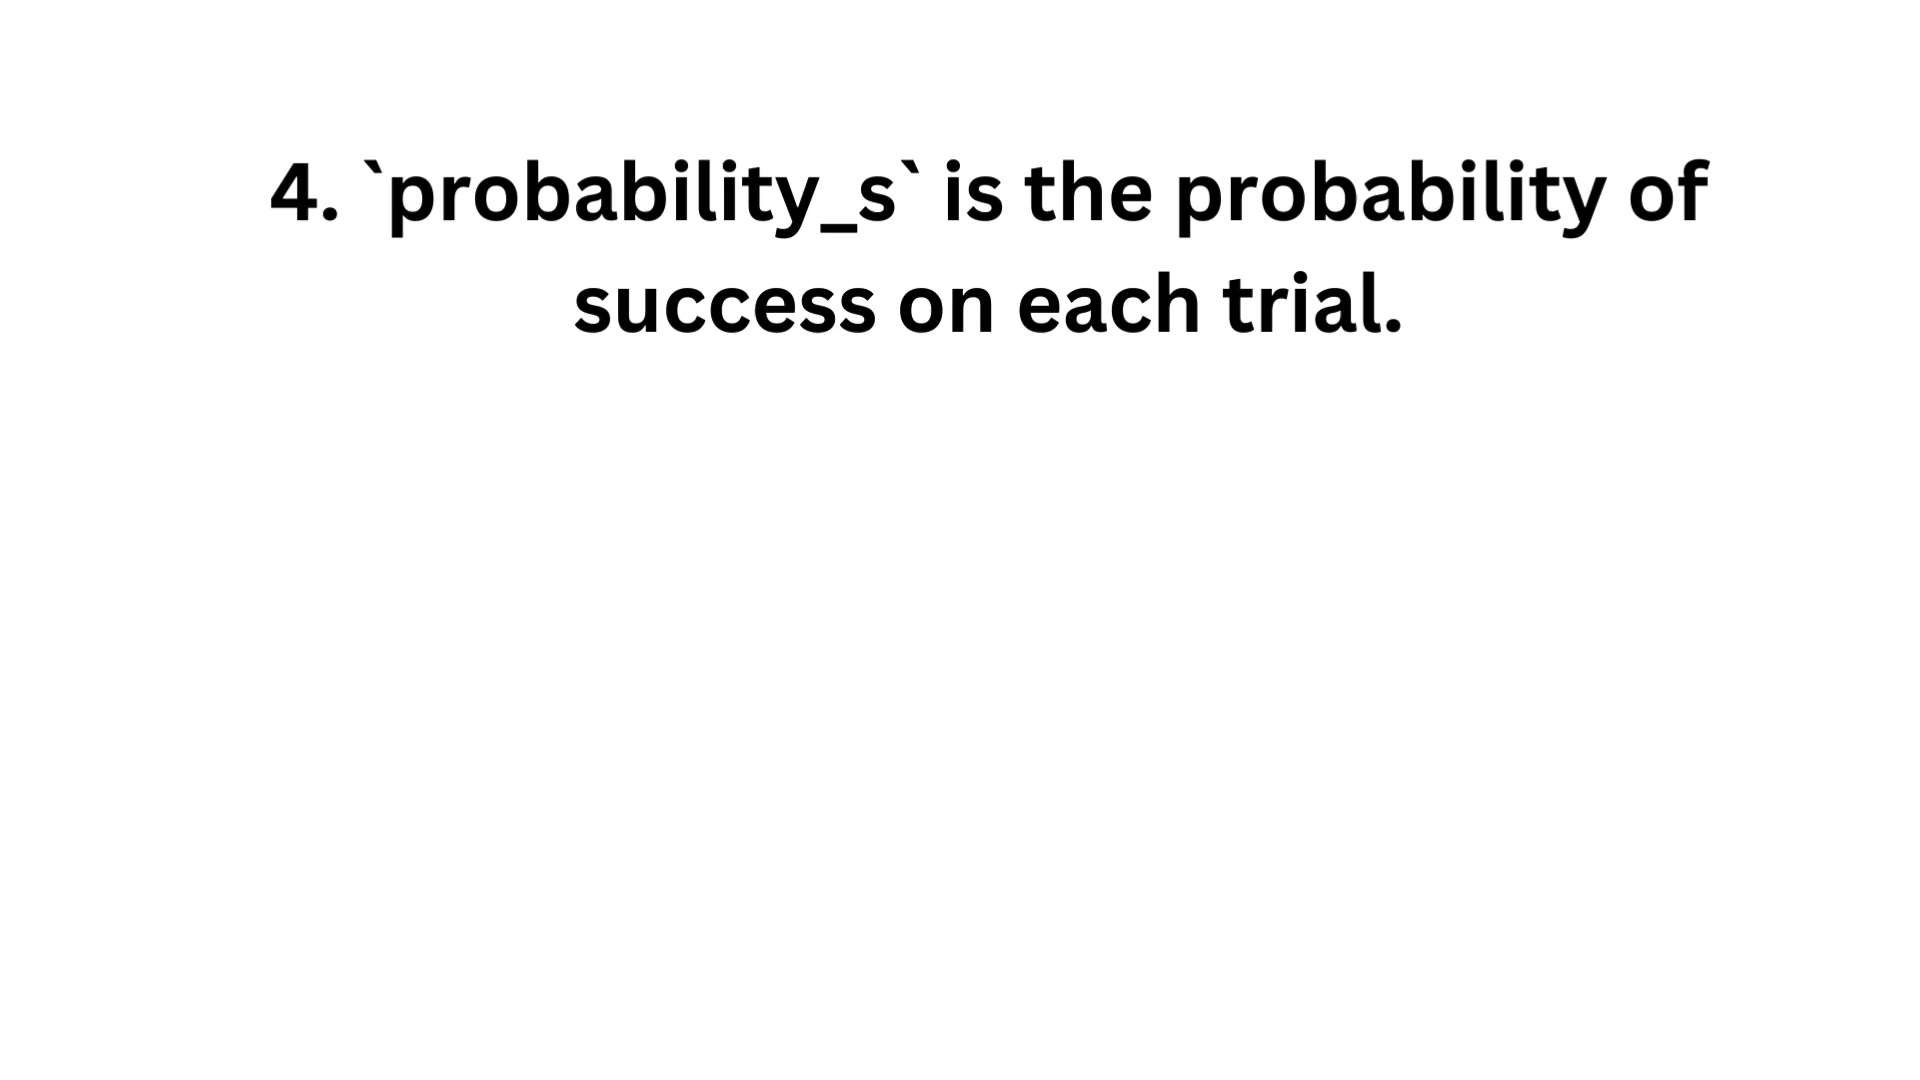 4. `probability_s` is the probability of
success on each trial.